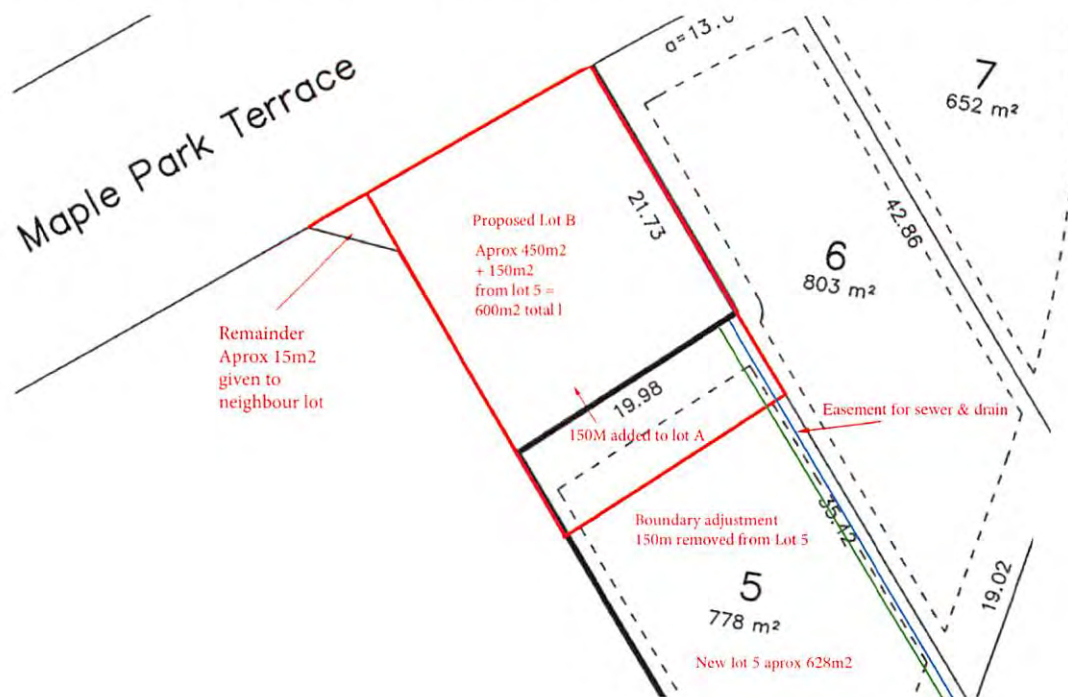 Maple Park Terrace
7
652 m²
21.73
42.86
6
803 m²
Proposed Lot B
Aprox 450m2
+ 150m2
from lot 5 =
600m2 total l
Remainder
Aprox 15m2
given to
neighbour lot
19.98
150M added to lot A
Easement for sewer & drain
Boundary adjustment
150m removed from Lot 5
35.42
19.02
5
778 m²
New lot 5 aprox 628m2